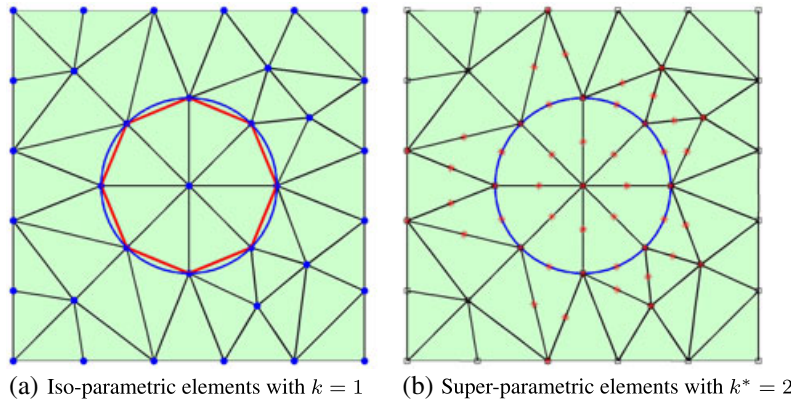 (a) Iso-parametric elements with k = 1
(b) Super-parametric elements with k* = 2